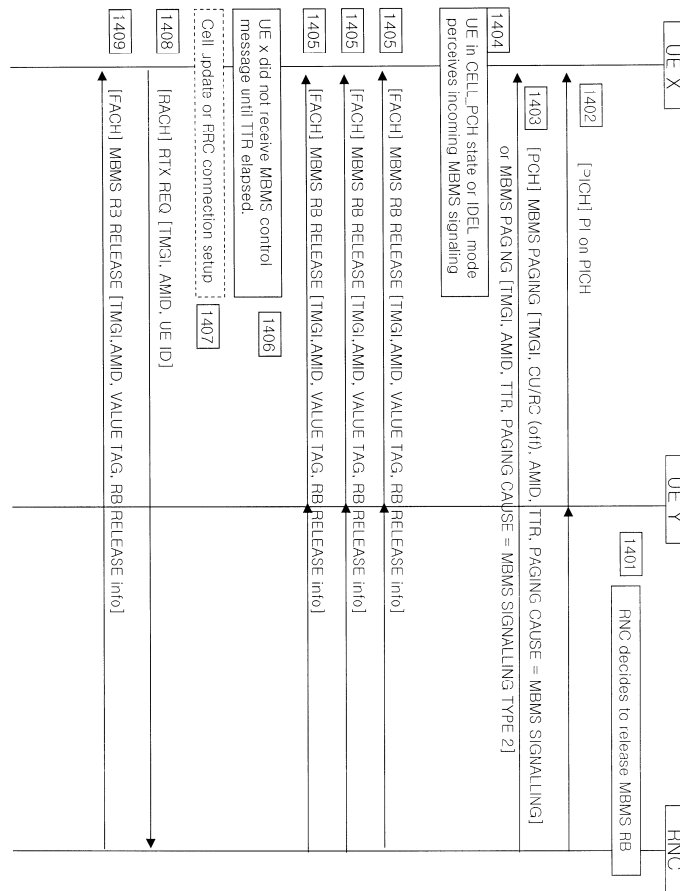 UE X
UE Y
RNC
1401
RNC decides to release MBMS RB
1402
[PICH] PI on PICH
1403
[PCH] MBMS PAGING [TMGI, CU/RC (off), AMID, TTR, PAGING CAUSE = MBMS SIGNALLING]
or MBMS PAGING [TMGI, AMID, TTR, PAGING CAUSE = MBMS SIGNALLING TYPE 2]
1404
UE in CELL_PCH state or IDEL mode
perceives incoming MBMS signaling
1405
[FACH] MBMS RB RELEASE [TMGI,AMID, VALUE TAG, RB RELEASE info]
1405
[FACH] MBMS RB RELEASE [TMGI,AMID, VALUE TAG, RB RELEASE info]
1405
[FACH] MBMS RB RELEASE [TMGI,AMID, VALUE TAG, RB RELEASE info]
UE x did not receive MBMS control
message until TTR elapsed.
1406
Cell update or RRC connection setup
1407
1408
[RACH] RTX REQ [TMGI, AMID, UE ID]
1409
[FACH] MBMS RB RELEASE [TMGI,AMID, VALUE TAG, RB RELEASE info]